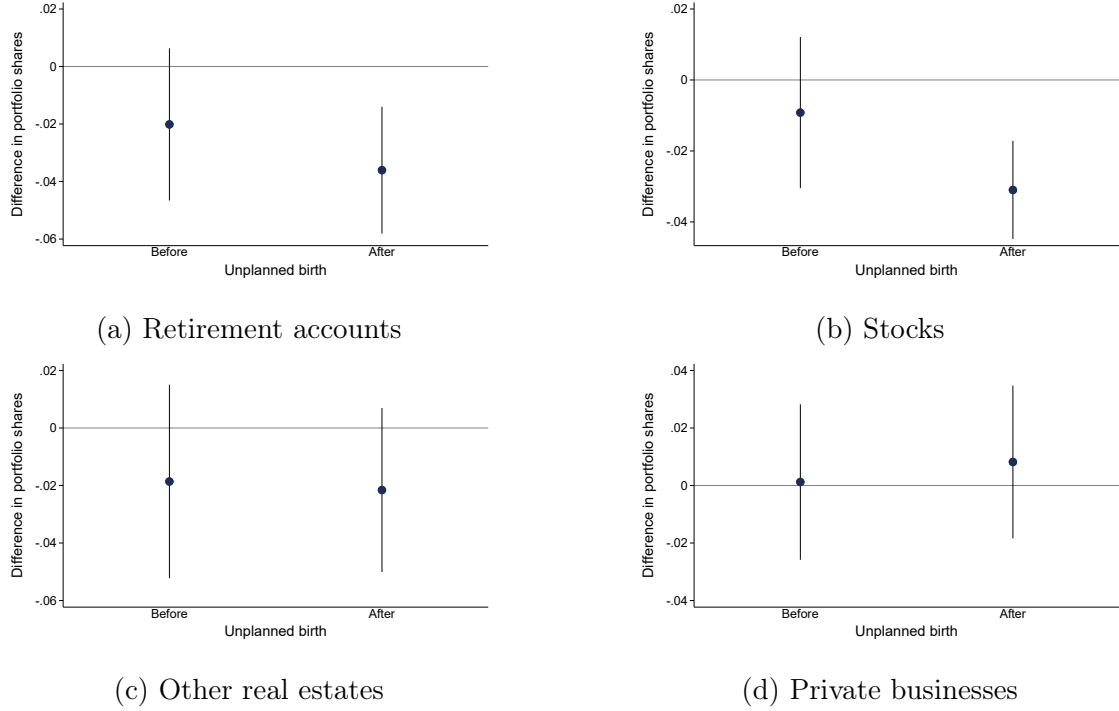 Difference in portfolio shares
.02
0
-.02
-.04
-.06
Before
After
Unplanned birth
(a) Retirement accounts
Difference in portfolio shares
.02
0
-.02
-.04
Before
After
Unplanned birth
(b) Stocks
Difference in portfolio shares
.02
0
-.02
-.04
-.06
Before
After
Unplanned birth
(c) Other real estates
Difference in portfolio shares
.04
.02
0
-.02
-.04
Before
After
Unplanned birth
(d) Private businesses